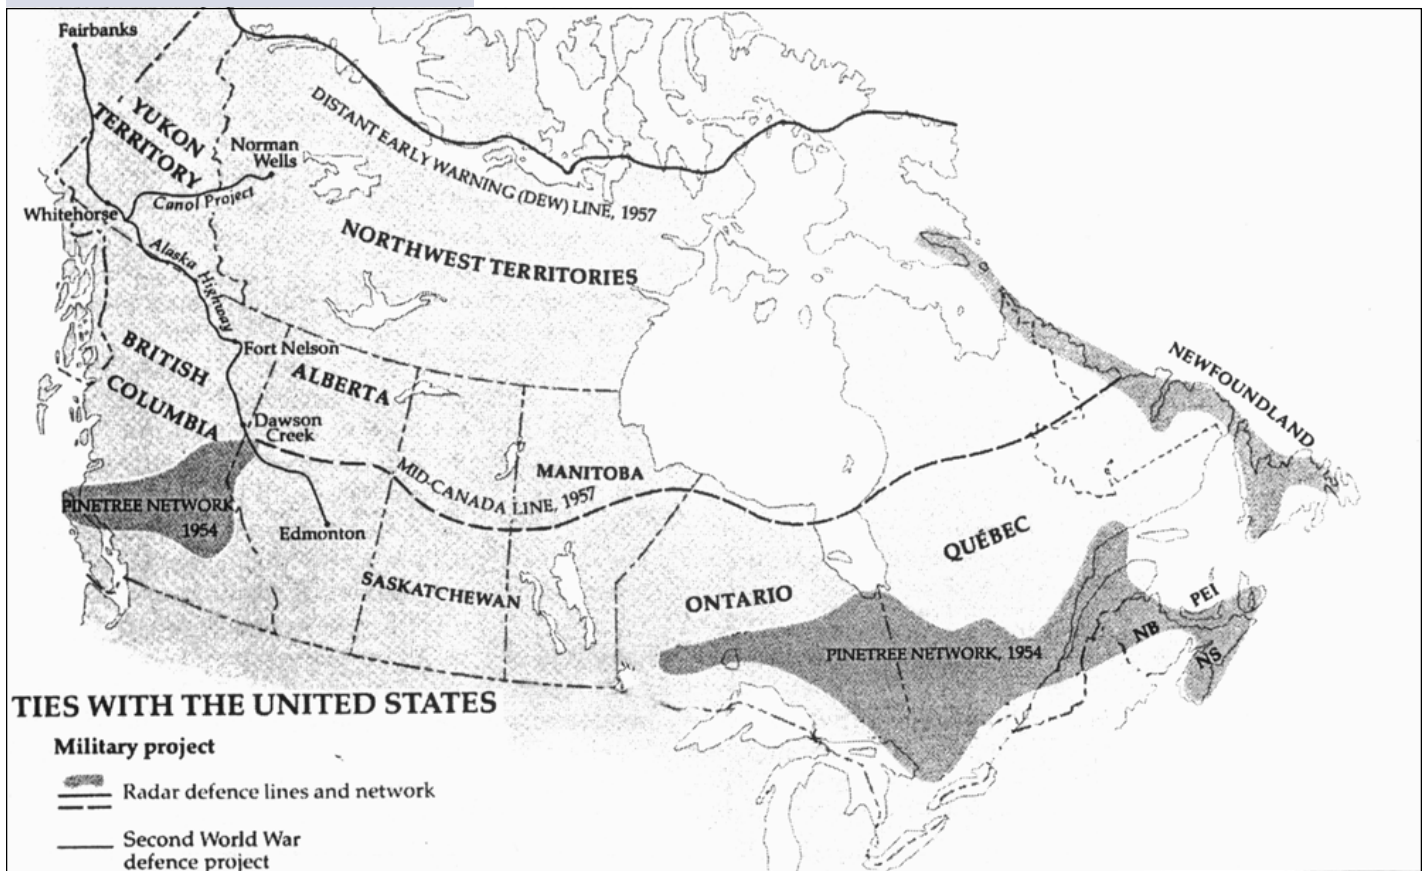 Fairbanks
YUKON
TERRITORY
Norman
Wells
Canol Project
Whitehorse
Alaska Highway
DISTANT EARLY WARNING (DEW) LINE, 1957
NORTHWEST TERRITORIES
BRITISH
COLUMBIA
Fort Nelson
ALBERTA
Dawson
Creek
MID-CANADA LINE, 1957
MANITOBA
PINETREE NETWORK
1954
Edmonton
SASKATCHEWAN
ONTARIO
QUÉBEC
NEWFOUNDLAND
PEI
NB
NS
PINETREE NETWORK, 1954
TIES WITH THE UNITED STATES
Military project
Radar defence lines and network
Second World War
defence project